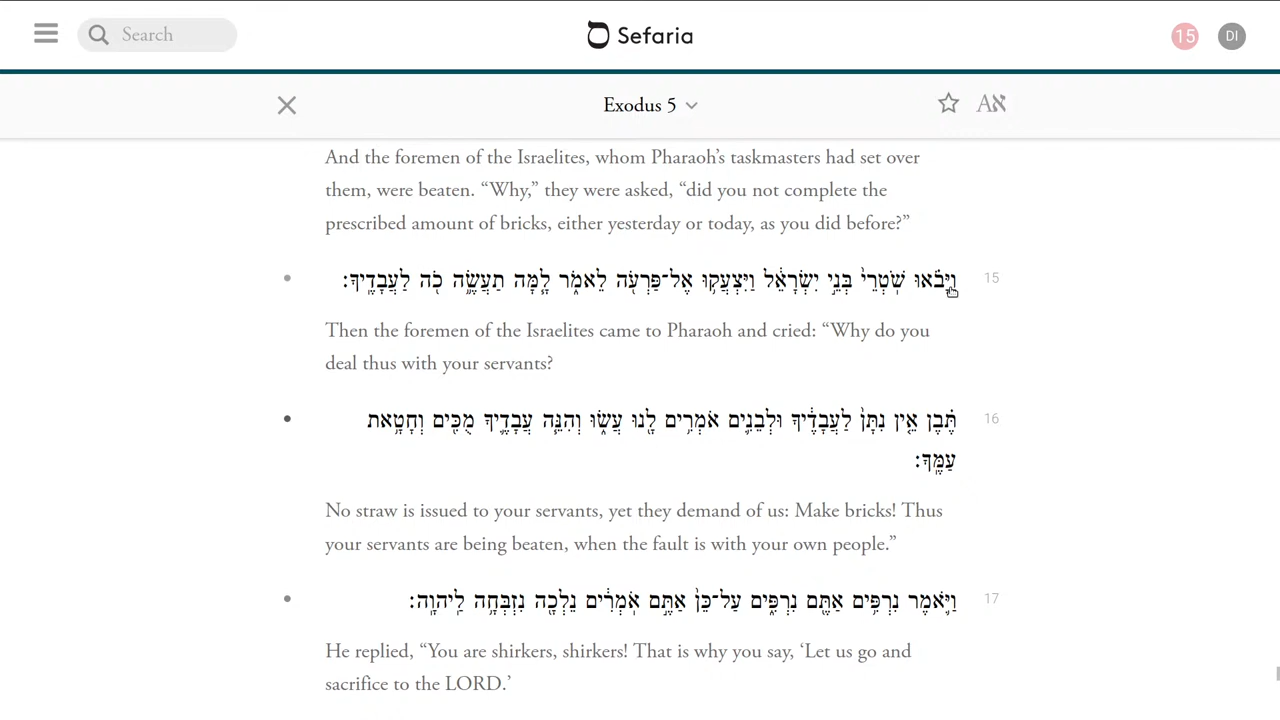 Search
Sefaria
15
DI
Exodus 5
Aא
And the foremen of the Israelites, whom Pharaoh’s taskmasters had set over
them, were beaten. “Why,” they were asked, “did you not complete the
prescribed amount of bricks, either yesterday or today, as you did before?”
15
וַיָּבֹ֗אוּ שֹֽׁטְרֵי֙ בְּנֵ֣י יִשְׂרָאֵ֔ל וַיִּצְעֲק֥וּ אֶל־פַּרְעֹ֖ה לֵאמֹ֑ר לָ֧מָּה תַעֲשֶׂ֦ה כֹ֖ה לַעֲבָדֶֽיךָ׃
Then the foremen of the Israelites came to Pharaoh and cried: “Why do you
deal thus with your servants?
16
תֶּ֗בֶן אֵ֤ין נִתָּן֙ לַעֲבָדֶ֔יךָ וּלְבֵנִ֛ים אֹמְרִ֥ים לָ֖נוּ עֲשׂ֑וּ וְהִנֵּ֧ה עֲבָדֶ֛יךָ מֻכִּ֖ים וְחָטָ֥את
עַמֶּֽךָ׃
No straw is issued to your servants, yet they demand of us: Make bricks! Thus
your servants are being beaten, when the fault is with your own people.”
17
וַיֹּ֛אמֶר נִרְפִּ֥ים אַתֶּ֖ם נִרְפִּ֑ים עַל־כֵּן֙ אַתֶּ֣ם אֹֽמְרִ֔ים נֵלְכָ֖ה נִזְבְּחָ֥ה לַֽיהוָֽה׃
He replied, “You are shirkers, shirkers! That is why you say, ‘Let us go and
sacrifice to the LORD.’